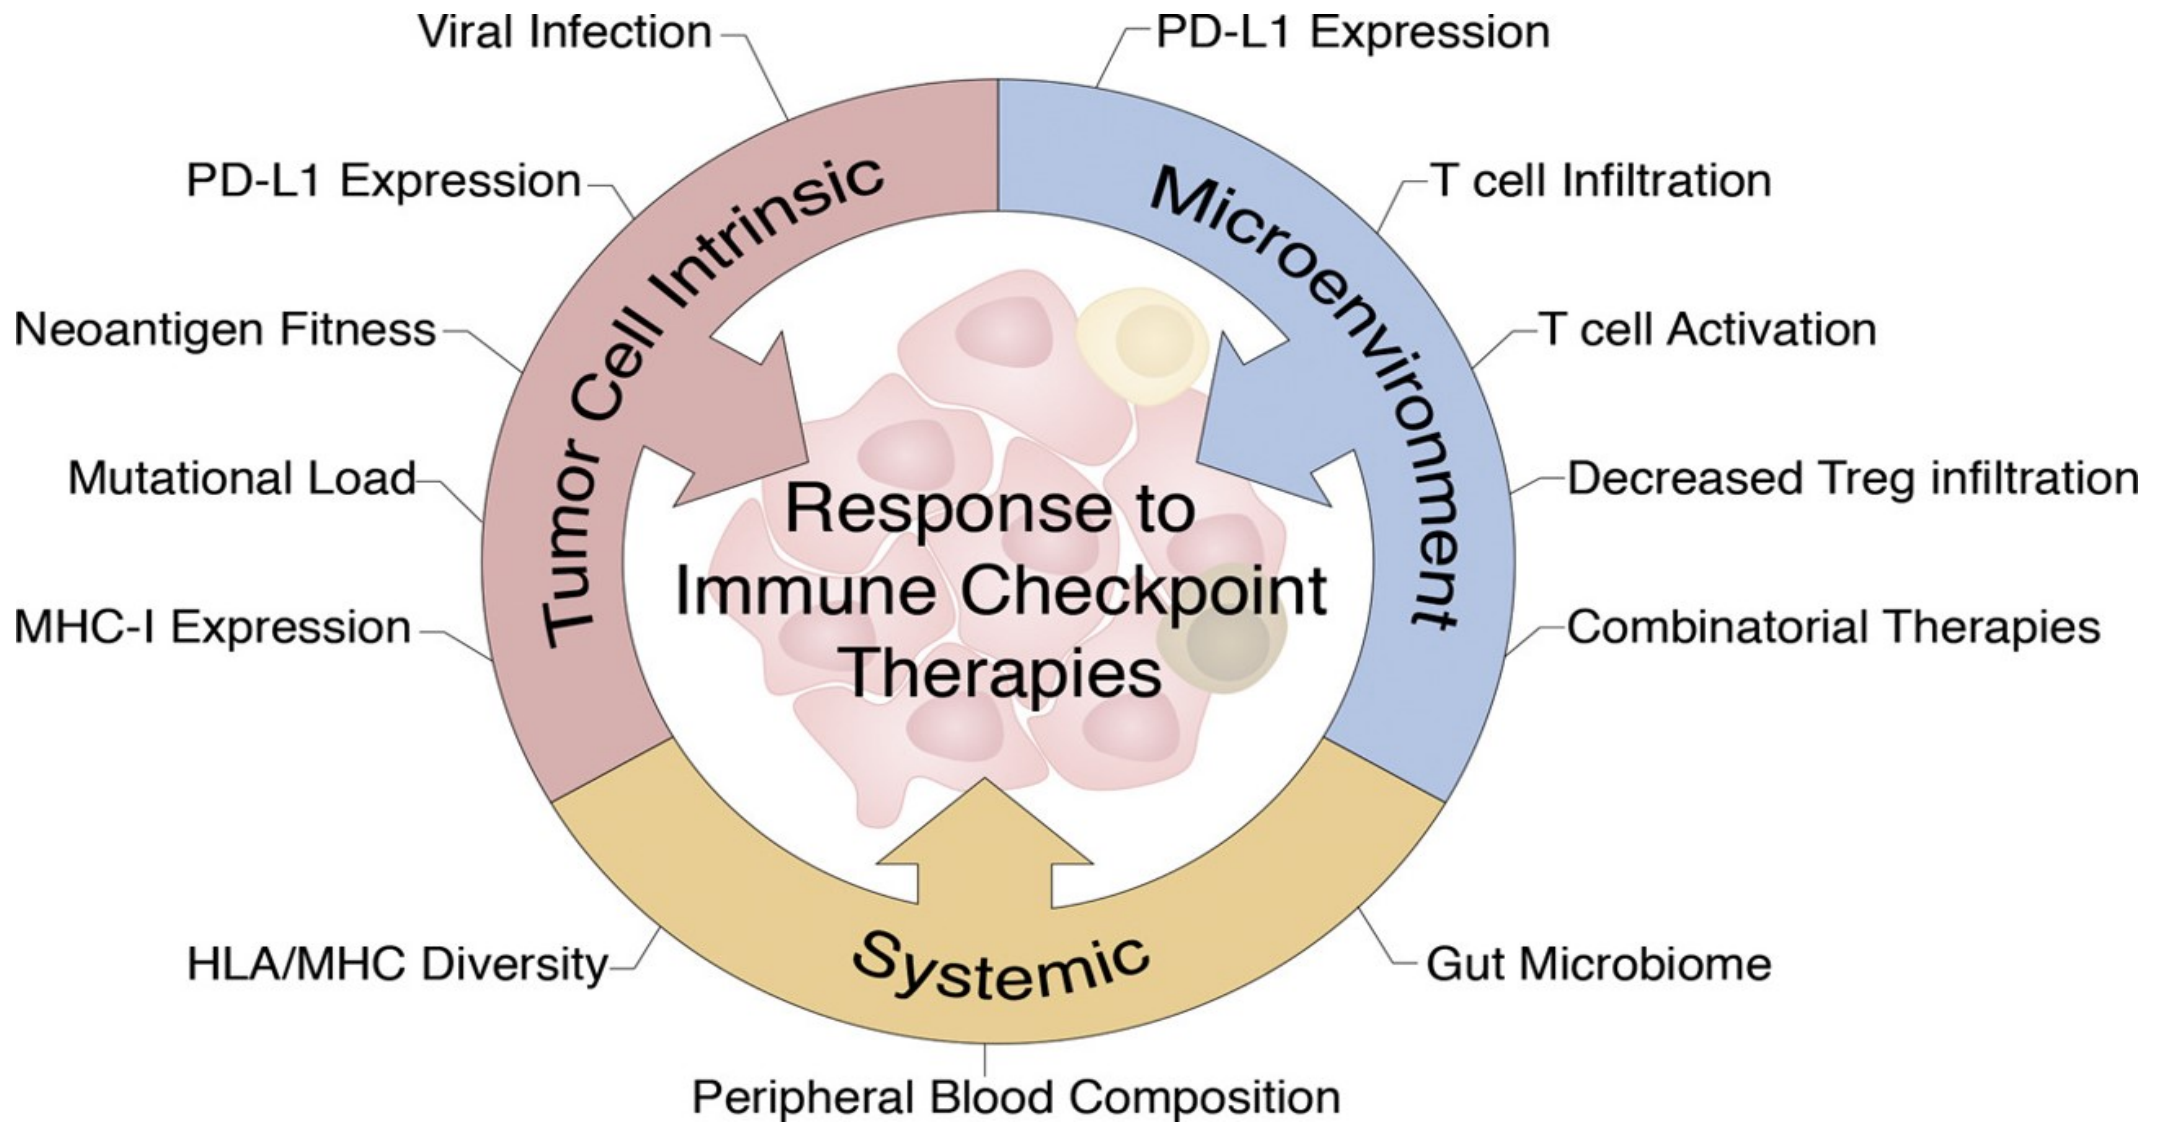 Viral Infection
PD-L1 Expression
PD-L1 Expression
T cell Infiltration
Neoantigen Fitness
T cell Activation
Mutational Load
Decreased Treg infiltration
MHC-I Expression
Combinatorial Therapies
Tumor Cell Intrinsic
Microenvironment
Response to
Immune Checkpoint
Therapies
Systemic
HLA/MHC Diversity
Gut Microbiome
Peripheral Blood Composition